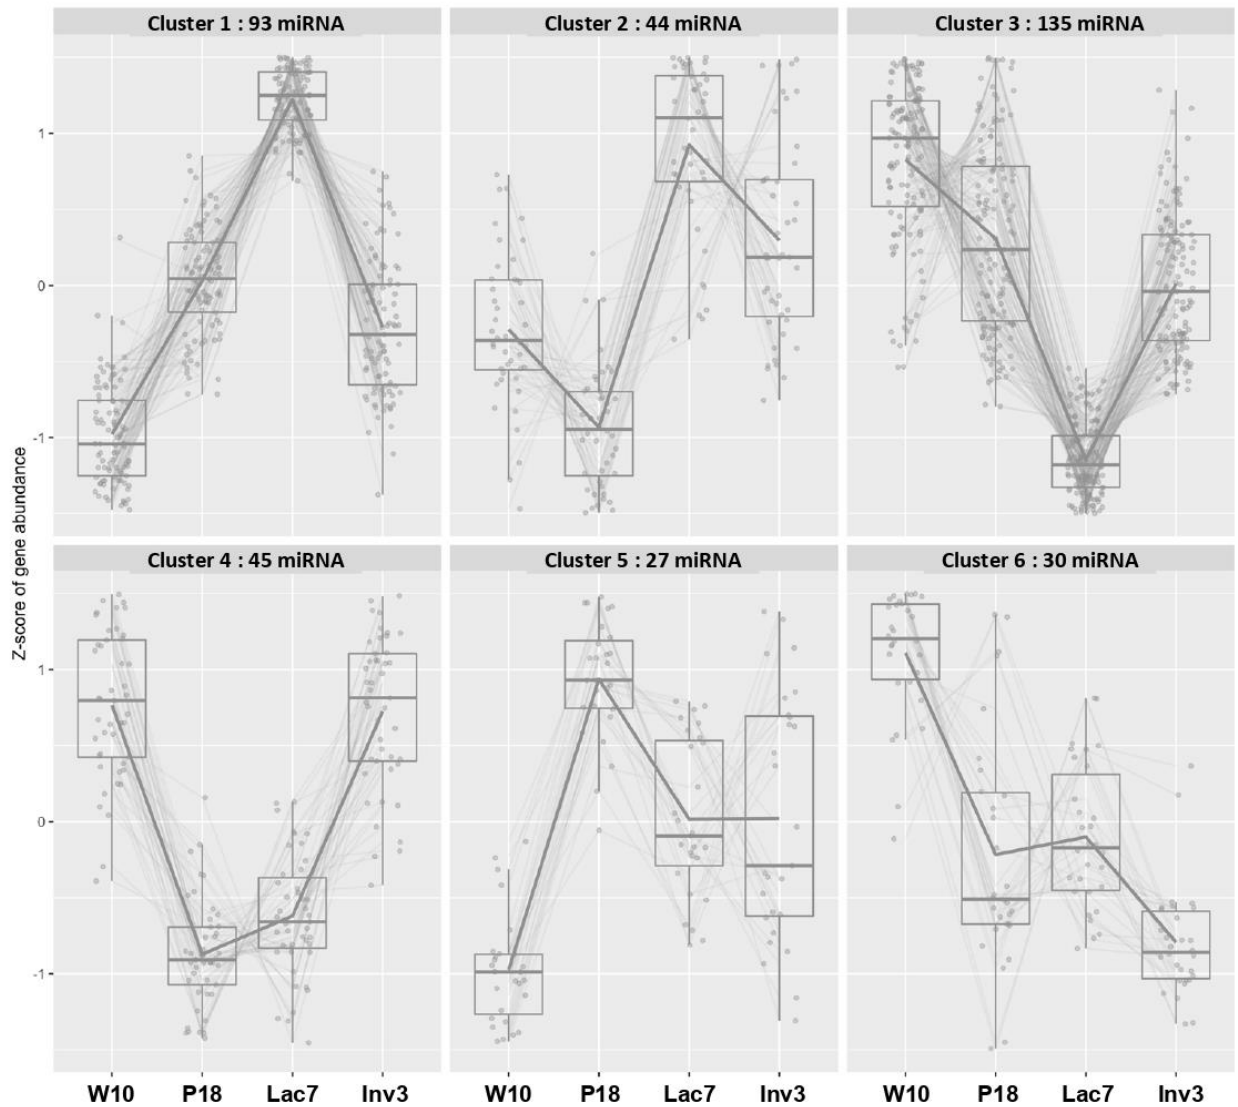 Cluster 1 : 93 miRNA
Cluster 2 : 44 miRNA
Cluster 3 : 135 miRNA
1
0
-1
Z-score of gene abundance
Cluster 4 : 45 miRNA
Cluster 5 : 27 miRNA
Cluster 6 : 30 miRNA
1
0
-1
W10 P18 Lac7 Inv3
W10 P18 Lac7 Inv3
W10 P18 Lac7 Inv3